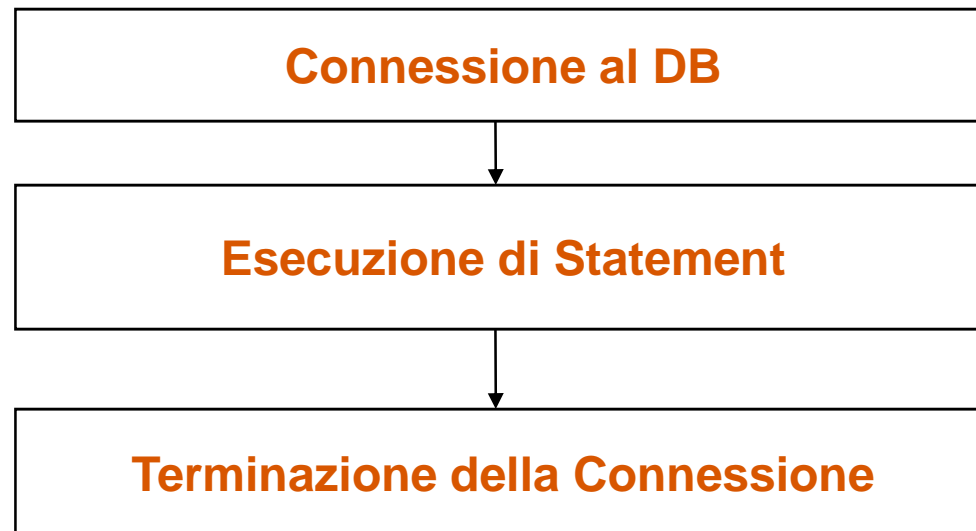 Connessione al DB
Esecuzione di Statement
Terminazione della Connessione